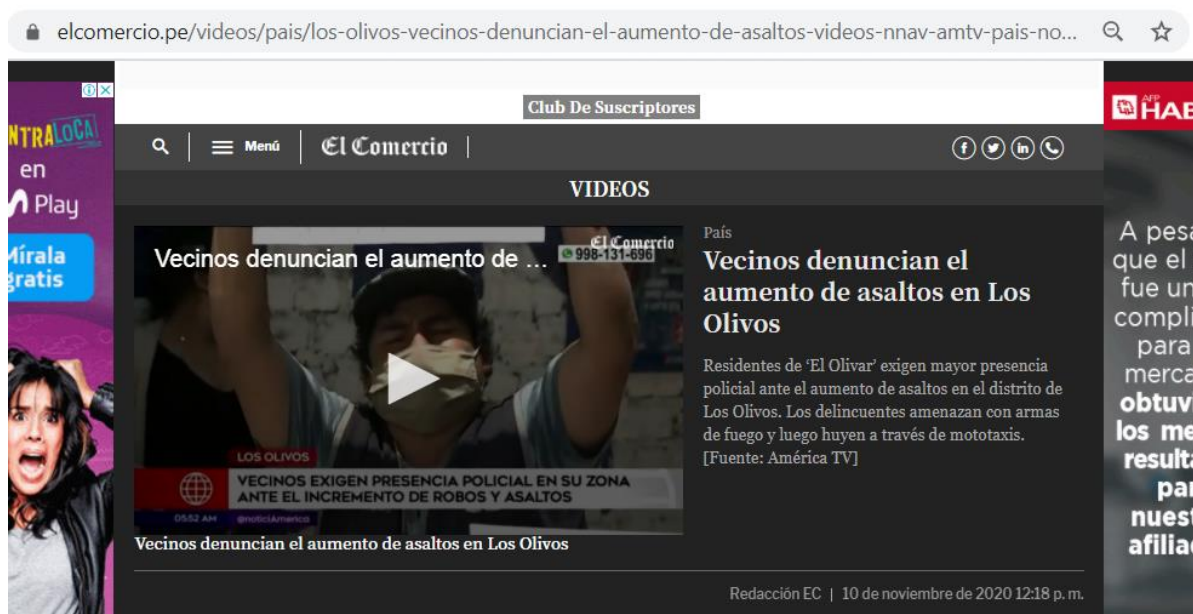 elcomercio.pe/videos/pais/los-olivos-vecinos-denuncian-el-aumento-de-asaltos-videos-nnav-amtv-pais-no...
Club De Suscriptores
NTRALOCA!
en
Play
Mírala
gratis
Menú
El Comercio
VIDEOS
Vecinos denuncian el aumento de ...
El Comercio
998-131-696
LOS OLIVOS
VECINOS EXIGEN PRESENCIA POLICIAL EN SU ZONA
ANTE EL INCREMENTO DE ROBOS Y ASALTOS
05:52 AM @noticiAmerica
Vecinos denuncian el aumento de asaltos en Los Olivos
País
Vecinos denuncian el
aumento de asaltos en Los
Olivos
Residentes de ‘El Olivar’ exigen mayor presencia
policial ante el aumento de asaltos en el distrito de
Los Olivos. Los delincuentes amenazan con armas
de fuego y luego huyen a través de mototaxis.
[Fuente: América TV]
Redacción EC | 10 de noviembre de 2020 12:18 p. m.
AFP
HAB
A pesa
que el
fue un
compli
para
merca
obtuvi
los me
resulta
par
nuest
afilia